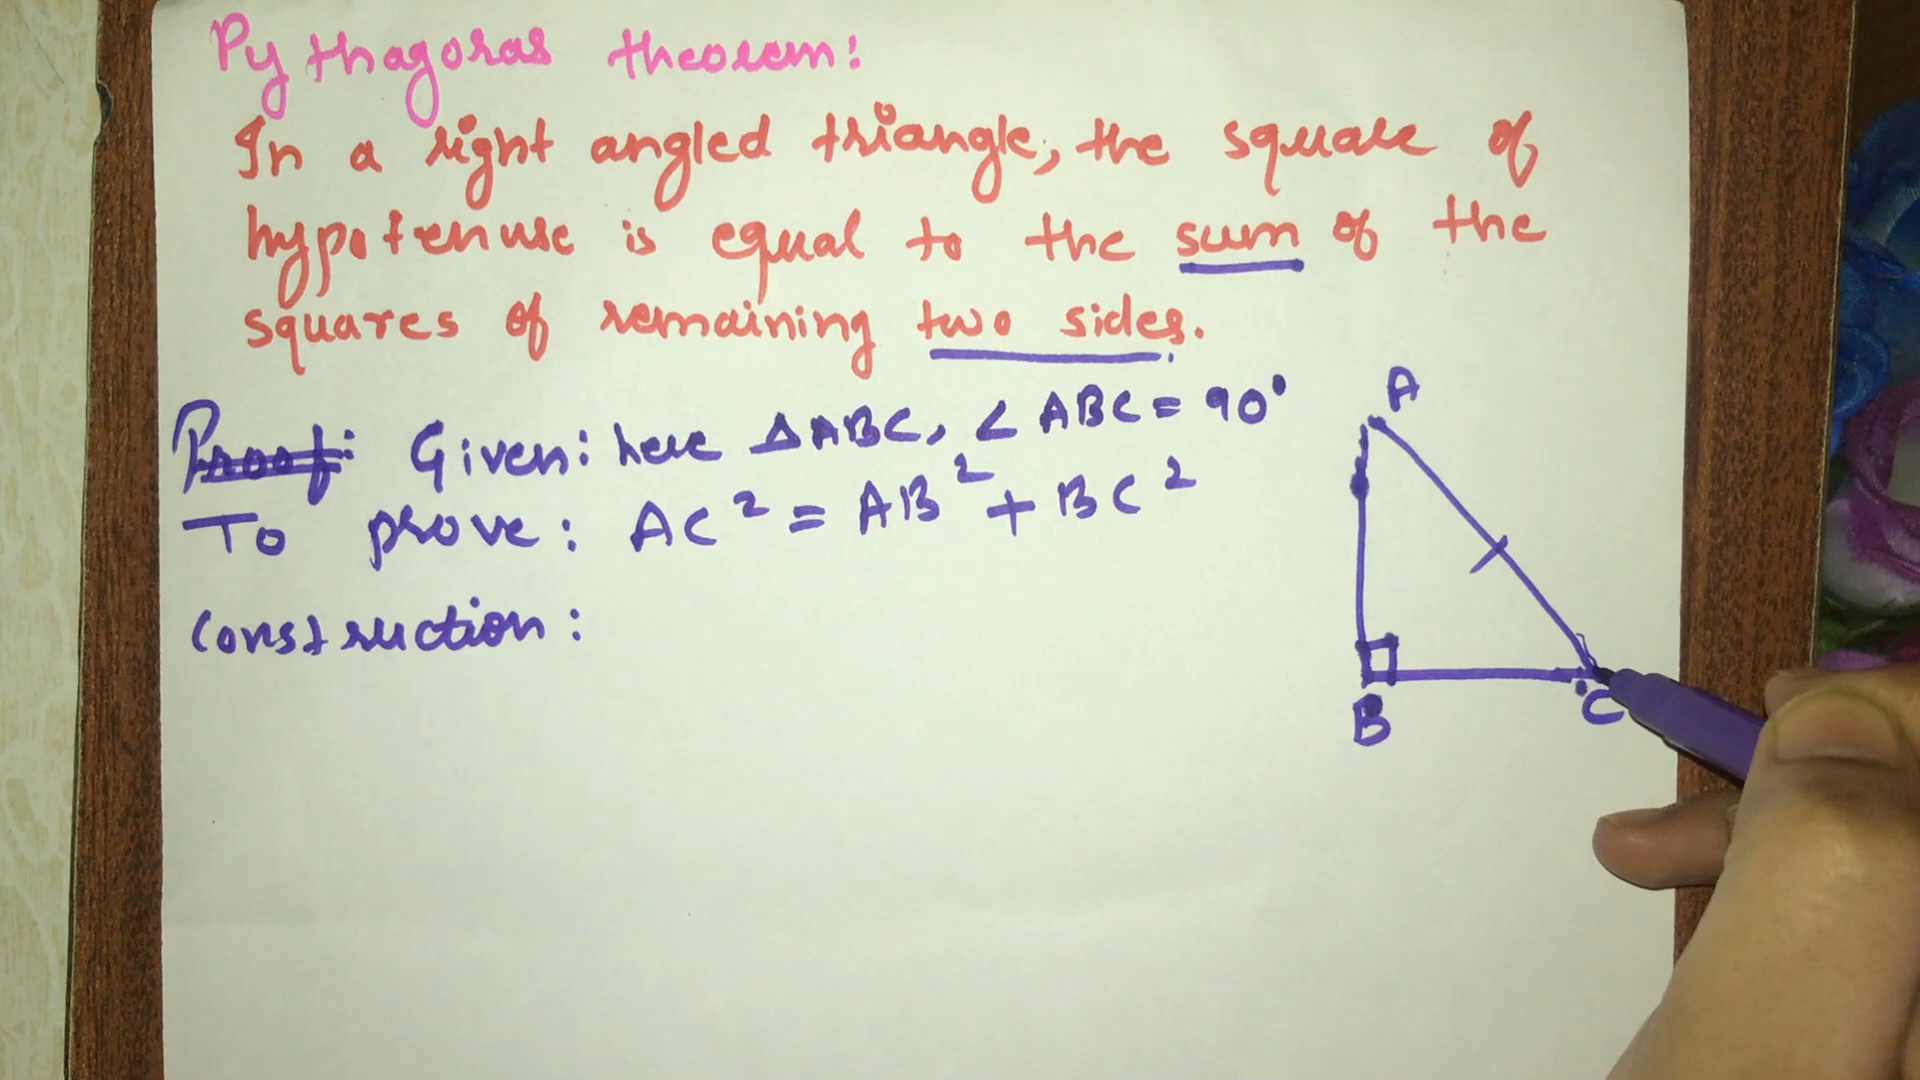 Pythagoras theorem:
In a right angled triangle, the square of
hypotenuse is equal to the sum of the
squares of remaining two sides.
Proof: Given: here ΔABC, ∠ABC = 90°
To prove: AC² = AB² + BC²
Construction:
A
B
C